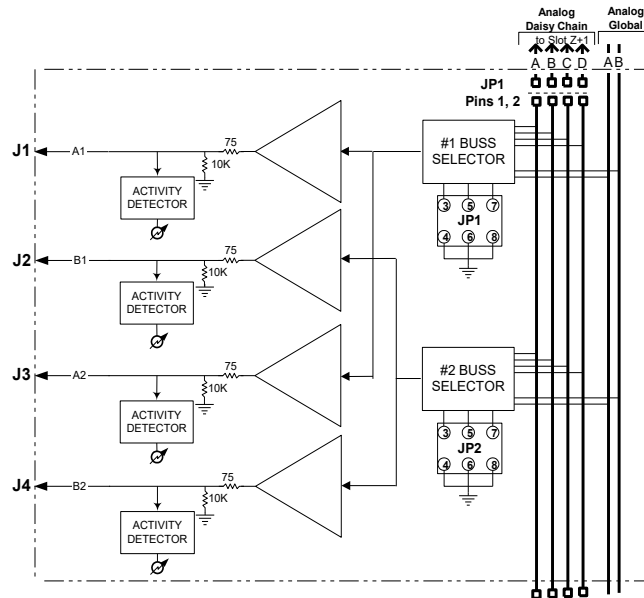 Analog
Daisy Chain
to Slot Z+1
Analog
Global
A B C D A B
JP1
Pins 1, 2
J1 A1 75 10K
ACTIVITY
DETECTOR
#1 BUSS
SELECTOR
3 5 7
JP1
4 6 8
J2 B1 75 10K
ACTIVITY
DETECTOR
J3 A2 75 10K
ACTIVITY
DETECTOR
#2 BUSS
SELECTOR
3 5 7
JP2
4 6 8
J4 B2 75 10K
ACTIVITY
DETECTOR